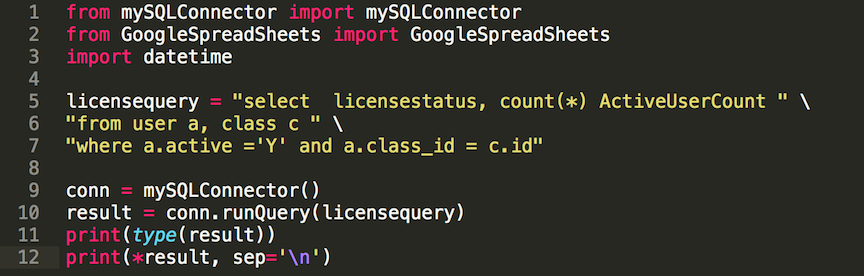 1 from mySQLConnector import mySQLConnector
2 from GoogleSpreadSheets import GoogleSpreadSheets
3 import datetime
4
5 licensequery = "select  licensestatus, count(*) ActiveUserCount " \
6 "from user a, class c " \
7 "where a.active ='Y' and a.class_id = c.id"
8
9 conn = mySQLConnector()
10 result = conn.runQuery(licensequery)
11 print(type(result))
12 print(*result, sep='\n')